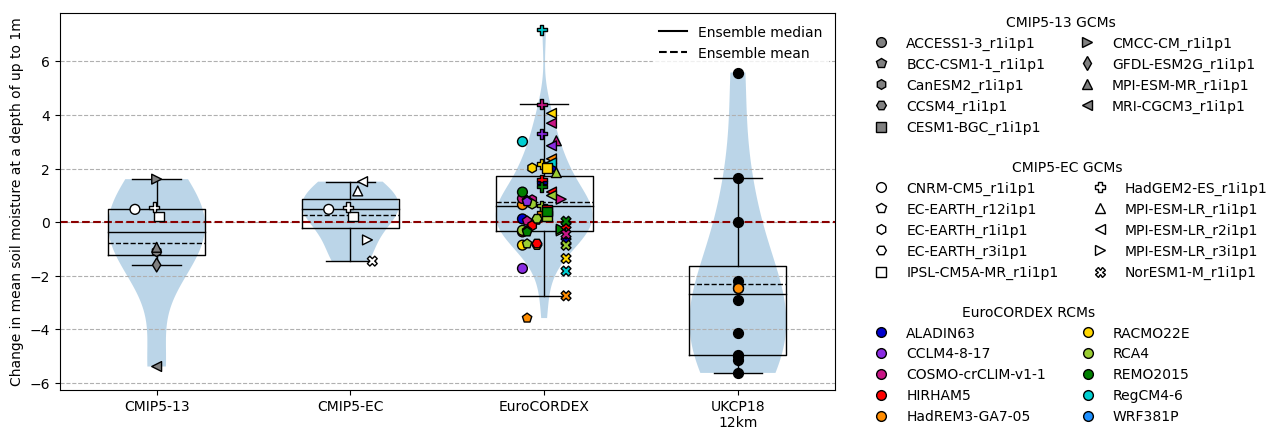 Change in mean soil moisture at a depth of up to 1m
6
4
2
0
−2
−4
−6
CMIP5-13
CMIP5-EC
EuroCORDEX
UKCP18
12km
Ensemble median
Ensemble mean
CMIP5-13 GCMs
ACCESS1-3_r1i1p1
BCC-CSM1-1_r1i1p1
CanESM2_r1i1p1
CCSM4_r1i1p1
CESM1-BGC_r1i1p1
CMCC-CM_r1i1p1
GFDL-ESM2G_r1i1p1
MPI-ESM-MR_r1i1p1
MRI-CGCM3_r1i1p1
CMIP5-EC GCMs
CNRM-CM5_r1i1p1
EC-EARTH_r12i1p1
EC-EARTH_r1i1p1
EC-EARTH_r3i1p1
IPSL-CM5A-MR_r1i1p1
HadGEM2-ES_r1i1p1
MPI-ESM-LR_r1i1p1
MPI-ESM-LR_r2i1p1
MPI-ESM-LR_r3i1p1
NorESM1-M_r1i1p1
EuroCORDEX RCMs
ALADIN63
CCLM4-8-17
COSMO-crCLIM-v1-1
HIRHAM5
HadREM3-GA7-05
RACMO22E
RCA4
REMO2015
RegCM4-6
WRF381P